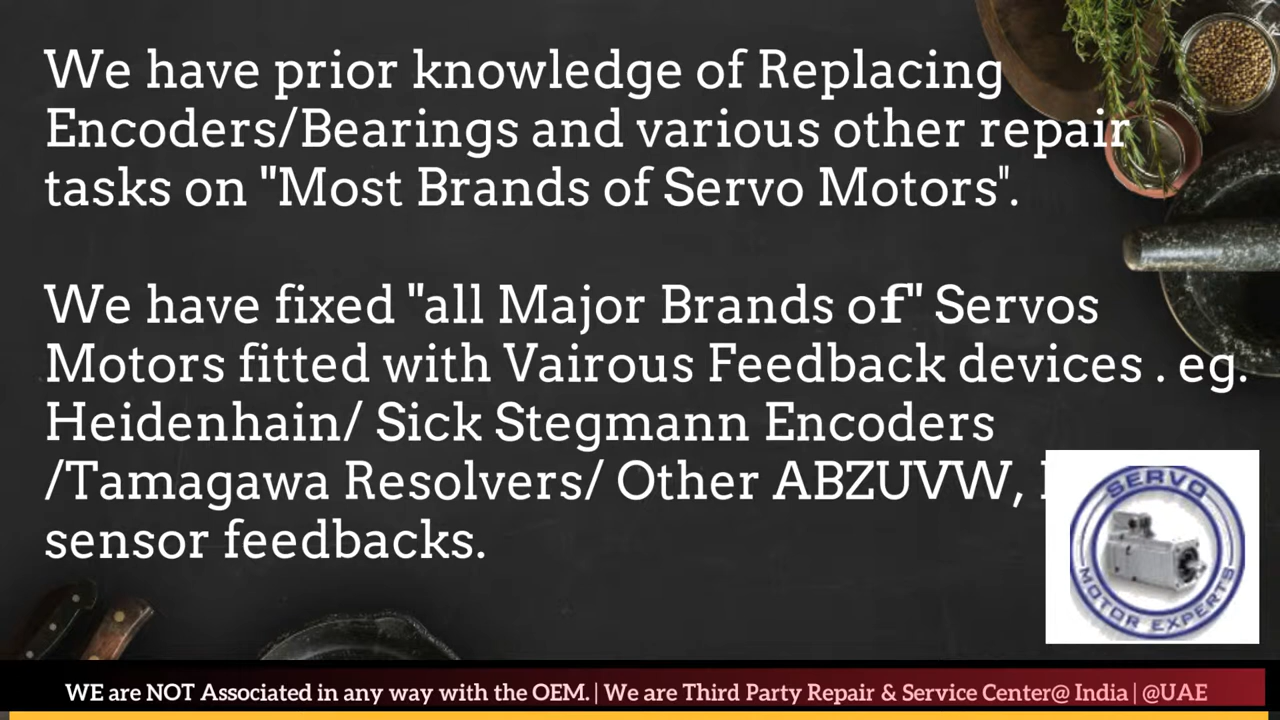 We have prior knowledge of Replacing
Encoders/Bearings and various other repair
tasks on "Most Brands of Servo Motors".
We have fixed "all Major Brands of" Servos
Motors fitted with Vairous Feedback devices . eg.
Heidenhain/ Sick Stegmann Encoders
/Tamagawa Resolvers/ Other ABZUVW,
sensor feedbacks.
SERVO
MOTOR EXPERTS
WE are NOT Associated in any way with the OEM. | We are Third Party Repair & Service Center@ India | @UAE